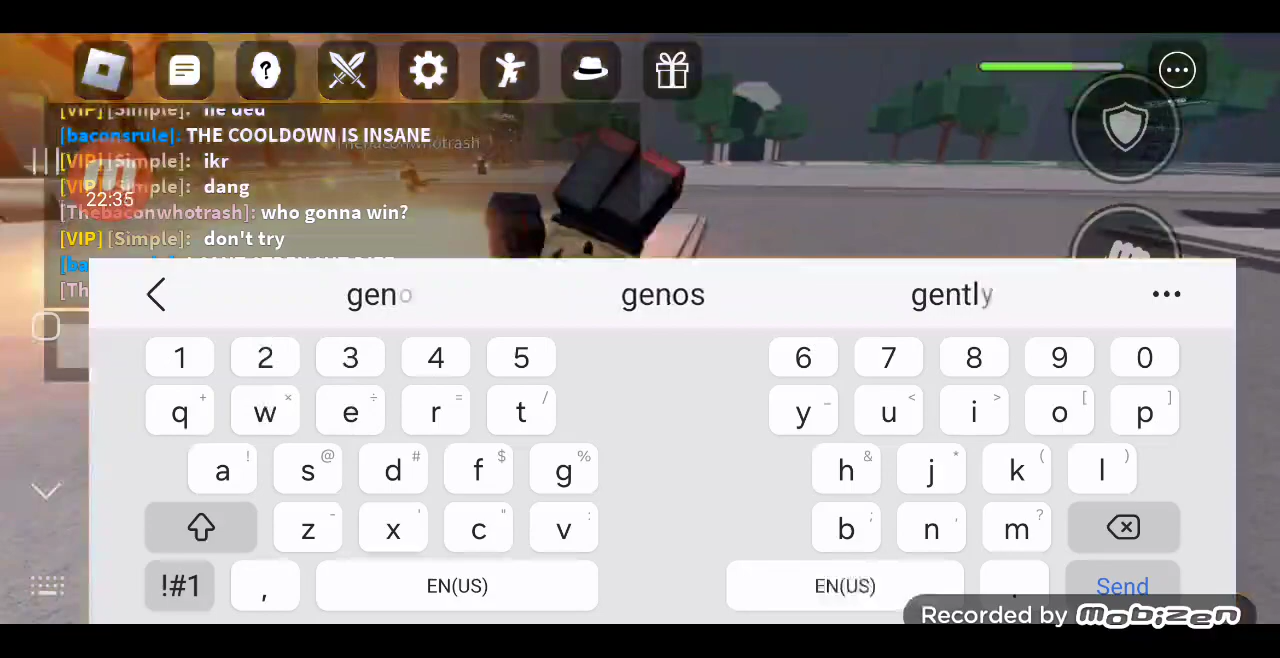 [VIP] [Simple]: he ded
[baconsrule]: THE COOLDOWN IS INSANE
[VIP] [Simple]: ikr
thebaconwhotrash
[VIP] [Simple]: dang
22:35
[Thebaconwhotrash]: who gonna win?
[VIP] [Simple]: don't try
[ba
[Th
geno genos gently
1 2 3 4 5 6 7 8 9 0
q + w × e ÷ r = t / y _ u < i > o [ p ]
a ! s @ d # f $ g % h & j * k ( l )
z - x ' c " v : b ; n , m ?
!#1 , EN(US) EN(US) . Send
Recorded by mobizen